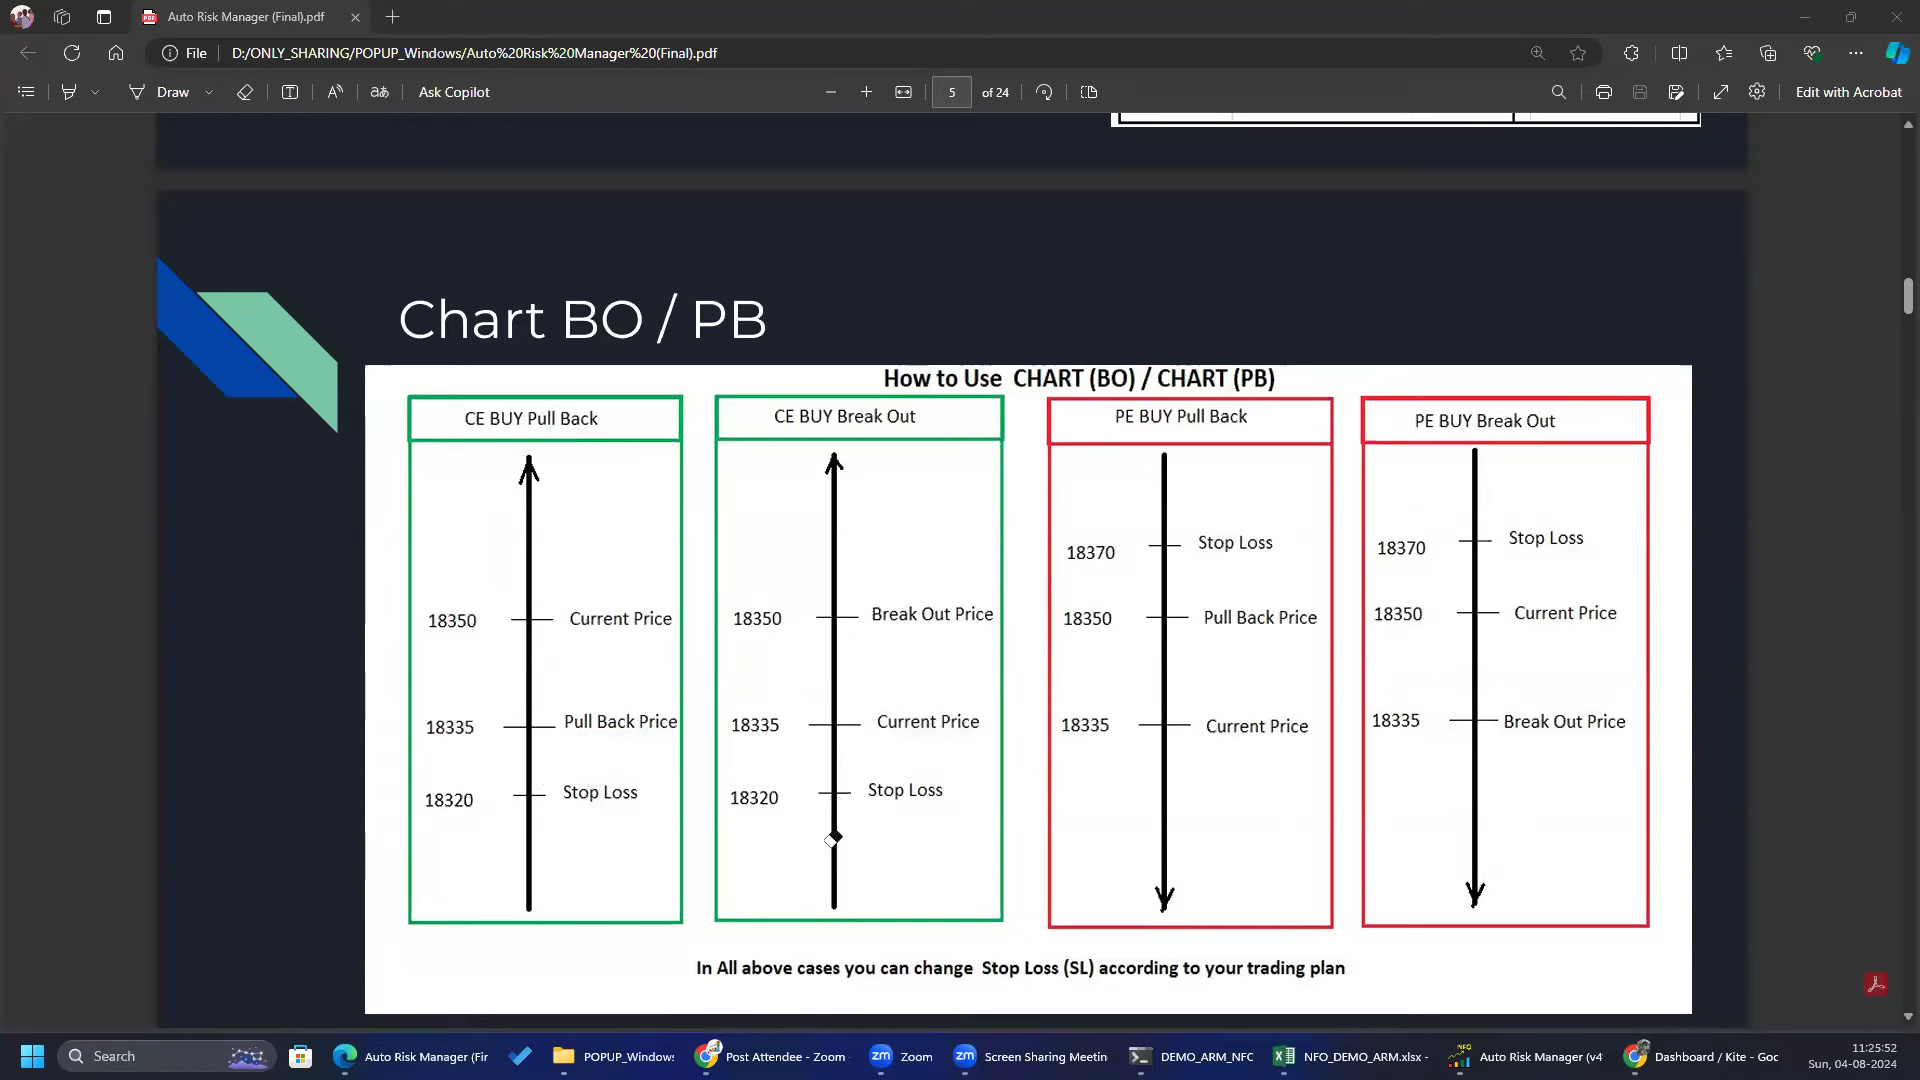 Auto Risk Manager (Final).pdf
File
D:/ONLY_SHARING/POPUP_Windows/Auto%20Risk%20Manager%20(Final).pdf
Draw
Ask Copilot
5 of 24
Edit with Acrobat
Chart BO / PB
How to Use CHART (BO) / CHART (PB)
CE BUY Pull Back
18350 Current Price
18335 Pull Back Price
18320 Stop Loss
CE BUY Break Out
18350 Break Out Price
18335 Current Price
18320 Stop Loss
PE BUY Pull Back
18370 Stop Loss
18350 Pull Back Price
18335 Current Price
PE BUY Break Out
18370 Stop Loss
18350 Current Price
18335 Break Out Price
In All above cases you can change Stop Loss (SL) according to your trading plan
Search
Auto Risk Manager (Fir
POPUP_Windows
Post Attendee - Zoom
Zoom
Screen Sharing Meetin
DEMO_ARM_NFC
NFO_DEMO_ARM.xlsx -
Auto Risk Manager (v4
Dashboard / Kite - Goc
11:25:52
Sun, 04-08-2024